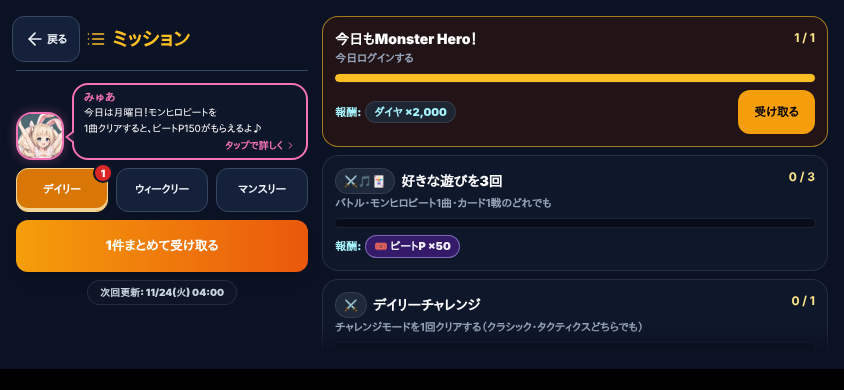 戻る
ミッション
みゅあ
今日は月曜日!モンヒロビートを
1曲クリアすると、ビートP150がもらえるよ♪
タップで詳しく
デイリー
1
ウィークリー
マンスリー
1件まとめて受け取る
次回更新: 11/24(火) 04:00
今日もMonster Hero!
1 / 1
今日ログインする
報酬: ダイヤ ×2,000
受け取る
好きな遊びを3回
0 / 3
バトル・モンヒロビート1曲・カード1戦のどれでも
報酬: ビートP ×50
デイリーチャレンジ
0 / 1
チャレンジモードを1回クリアする(クラシック・タクティクスどちらでも)